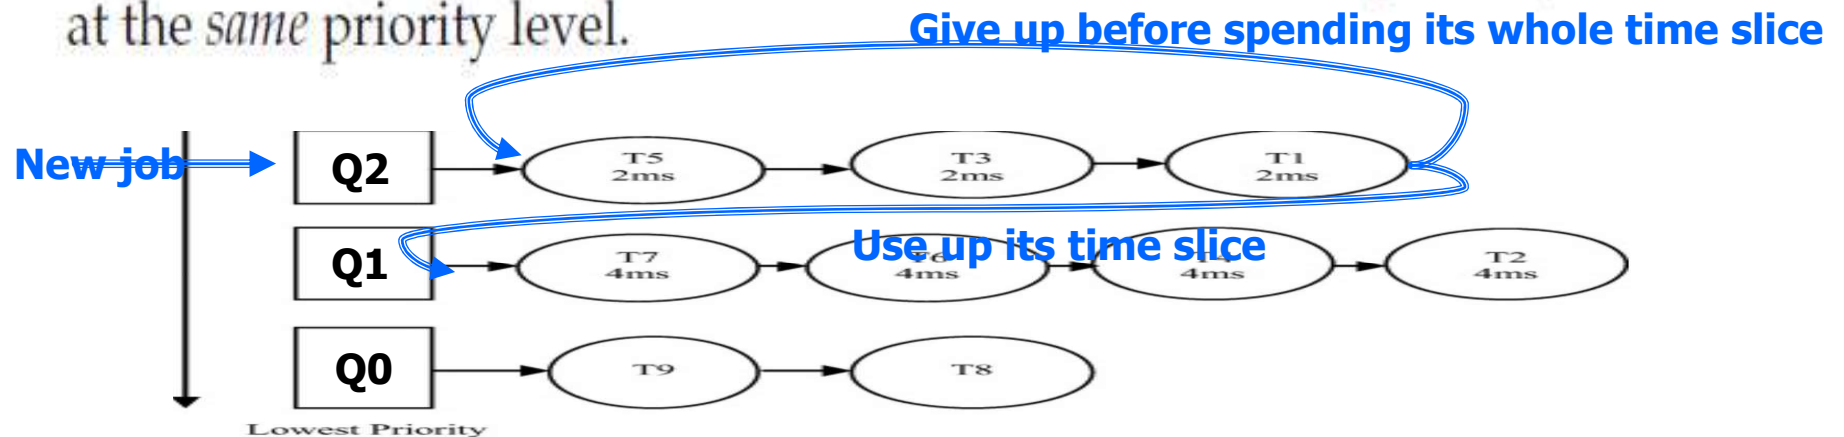 at the same priority level.
Give up before spending its whole time slice
New job
Q2
T5
2ms
T3
2ms
T1
2ms
Use up its time slice
Q1
T7
4ms
T6
4ms
4ms
T2
4ms
Q0
T9
T8
Lowest Priority